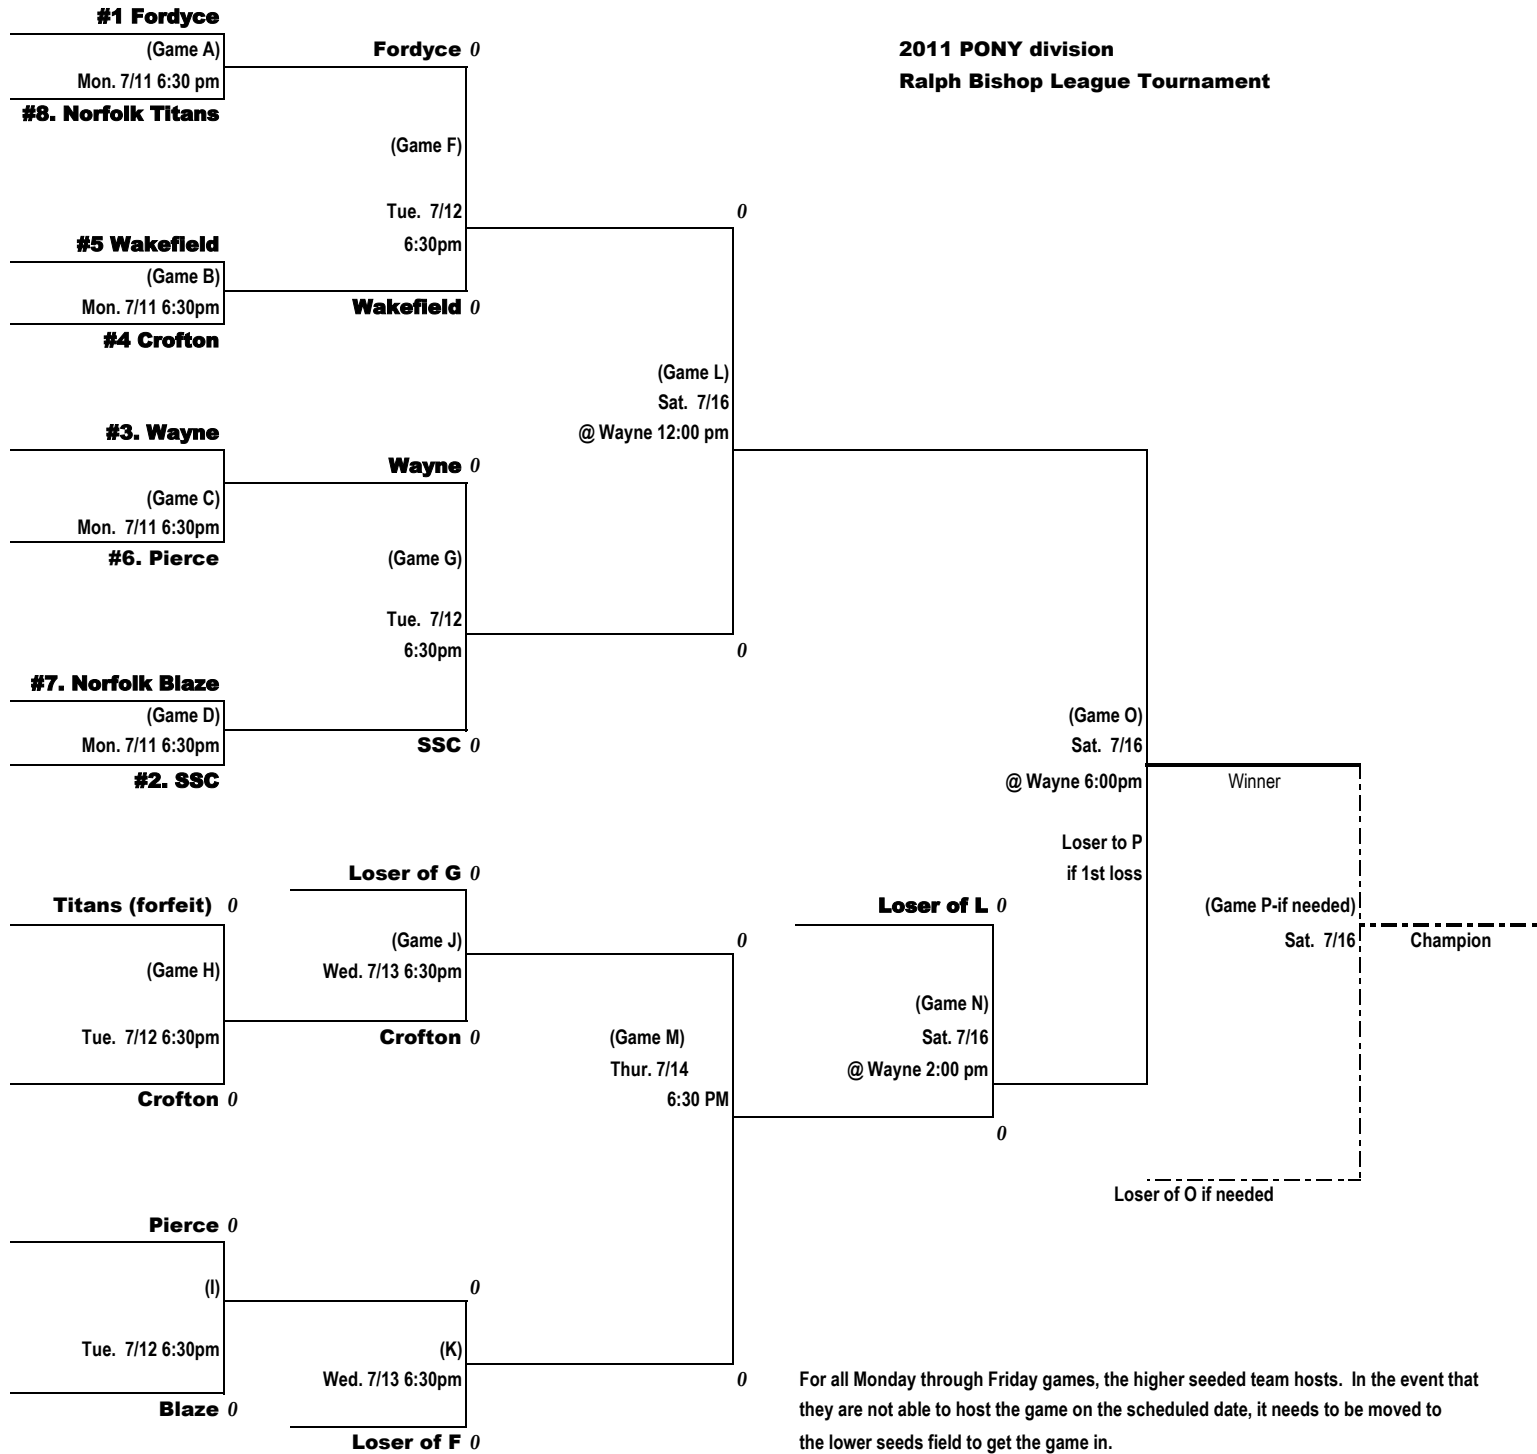 #1 Fordyce
(Game A)
Fordyce 0
2011 PONY division
Mon. 7/11 6:30 pm
Ralph Bishop League Tournament
#8. Norfolk Titans
(Game F)
Tue. 7/12
0
#5 Wakefield
6:30pm
(Game B)
Mon. 7/11 6:30pm
Wakefield 0
#4 Crofton
(Game L)
Sat. 7/16
#3. Wayne
@ Wayne 12:00 pm
Wayne 0
(Game C)
Mon. 7/11 6:30pm
#6. Pierce
(Game G)
Tue. 7/12
6:30pm
0
#7. Norfolk Blaze
(Game D)
(Game O)
Mon. 7/11 6:30pm
SSC 0
Sat. 7/16
#2. SSC
@ Wayne 6:00pm
Winner
Loser to P
Loser of G 0
if 1st loss
Titans (forfeit) 0
Loser of L 0
(Game P-if needed)
(Game J)
0
Sat. 7/16
Champion
(Game H)
Wed. 7/13 6:30pm
(Game N)
Tue. 7/12 6:30pm
Crofton 0
(Game M)
Sat. 7/16
Thur. 7/14
@ Wayne 2:00 pm
Crofton 0
6:30 PM
0
Loser of O if needed
Pierce 0
(I)
0
Tue. 7/12 6:30pm
(K)
Wed. 7/13 6:30pm
0
For all Monday through Friday games, the higher seeded team hosts. In the event that
Blaze 0
they are not able to host the game on the scheduled date, it needs to be moved to
Loser of F 0
the lower seeds field to get the game in.